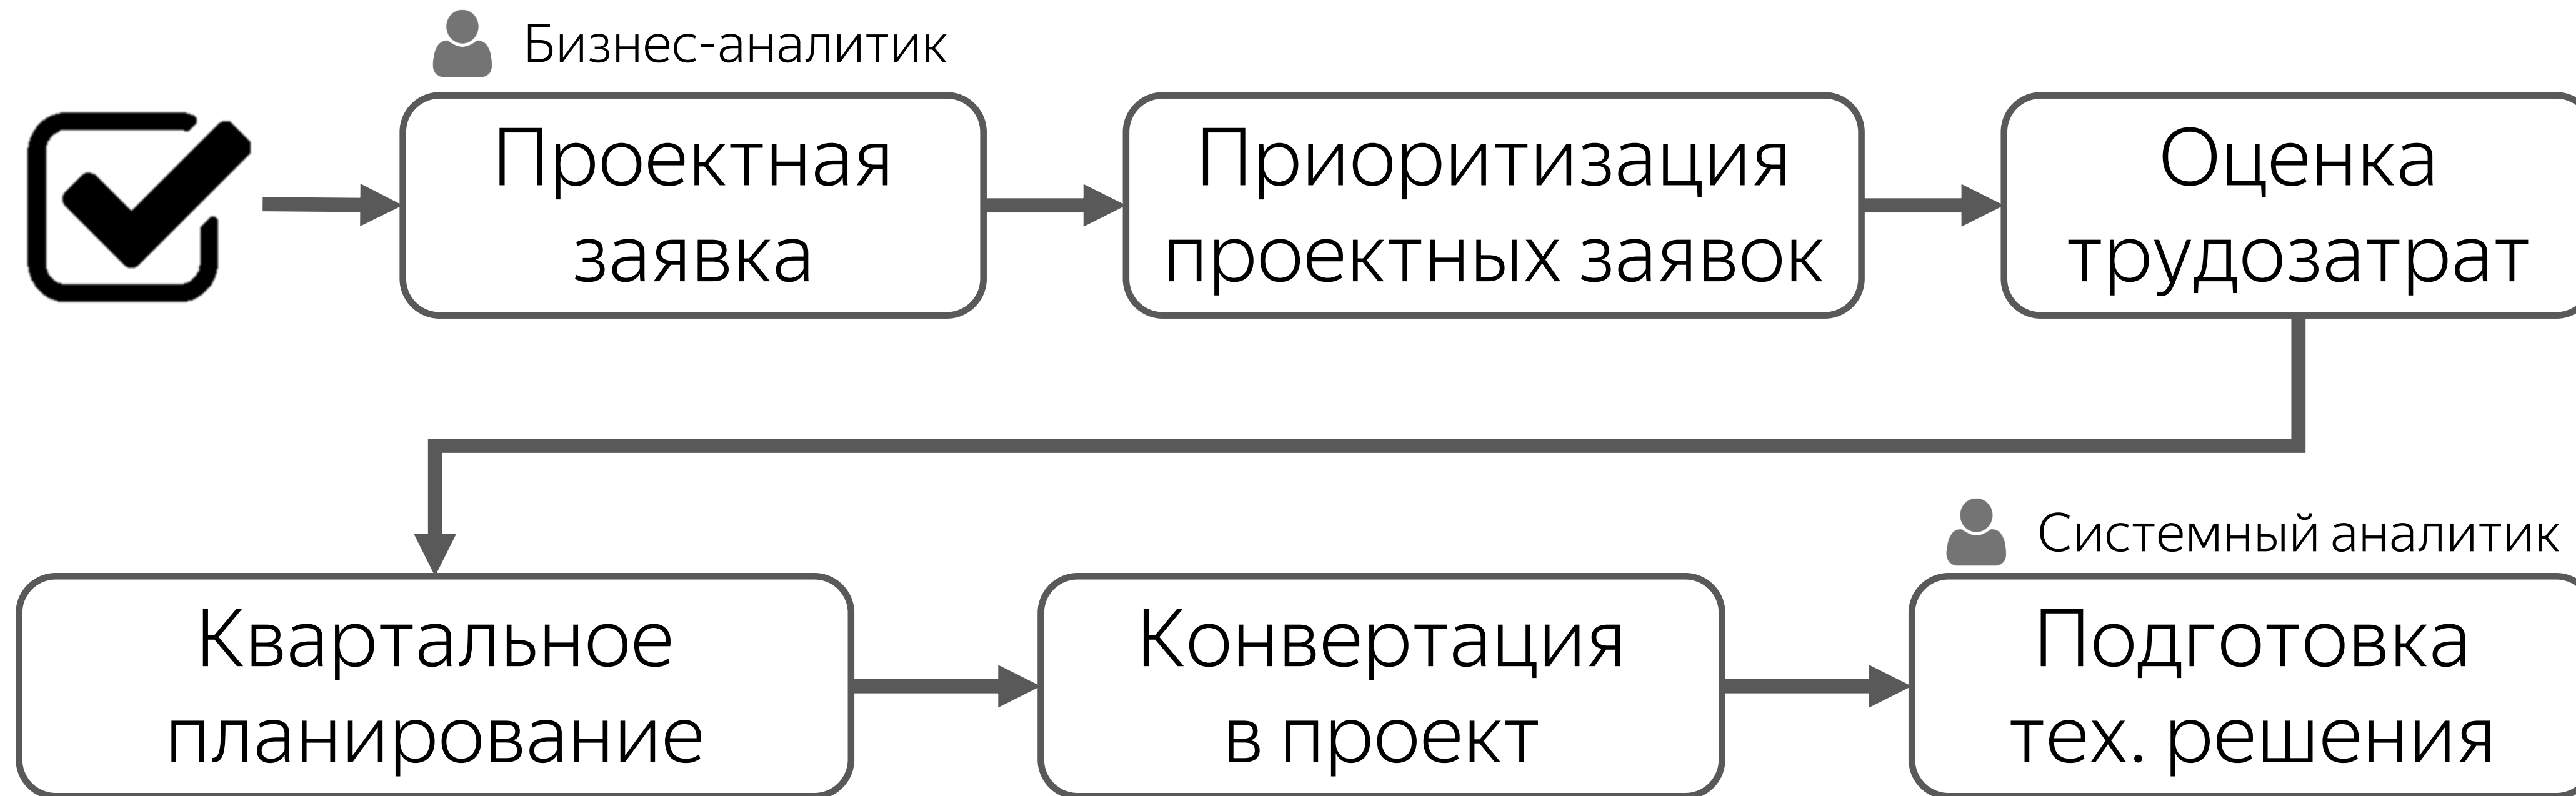 Бизнес-аналитик
Проектная
заявка
Приоритизация
проектных заявок
Оценка
трудозатрат
Системный аналитик
Квартальное
планирование
Конвертация
в проект
Подготовка
тех. решения